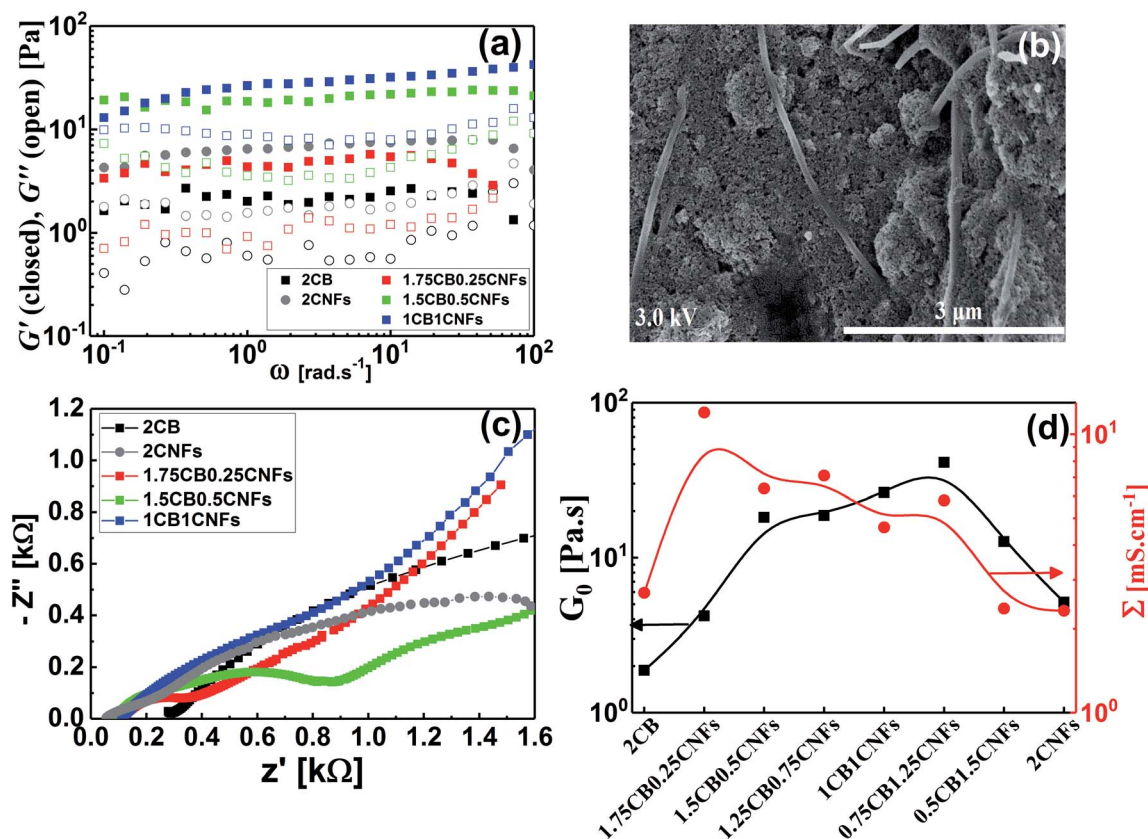 (a)
G' (closed), G'' (open) [Pa]
10²
10¹
10⁰
10⁻¹
2CB
2CNFs
1.75CB0.25CNFs
1.5CB0.5CNFs
1CB1CNFs
10⁻¹
10⁰
10¹
10²
ω [rad.s⁻¹]
(b)
3.0 kV
3 µm
(c)
- Z'' [kΩ]
1.2
1.0
0.8
0.6
0.4
0.2
0.0
2CB
2CNFs
1.75CB0.25CNFs
1.5CB0.5CNFs
1CB1CNFs
0.0 0.2 0.4 0.6 0.8 1.0 1.2 1.4 1.6
z' [kΩ]
(d)
G₀ [Pa.s]
10²
10¹
10⁰
10¹
10⁰
Σ [mS.cm⁻¹]
2CB
1.75CB0.25CNFs
1.5CB0.5CNFs
1.25CB0.75CNFs
1CB1CNFs
0.75CB1.25CNFs
0.5CB1.5CNFs
2CNFs